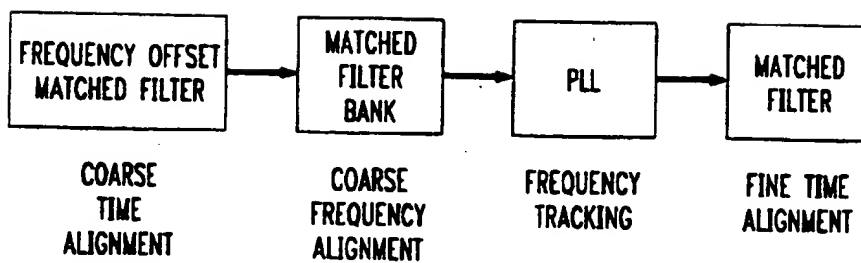 FREQUENCY OFFSET
MATCHED FILTER
MATCHED
FILTER
BANK
PLL
MATCHED
FILTER
COARSE
TIME
ALIGNMENT
COARSE
FREQUENCY
ALIGNMENT
FREQUENCY
TRACKING
FINE TIME
ALIGNMENT